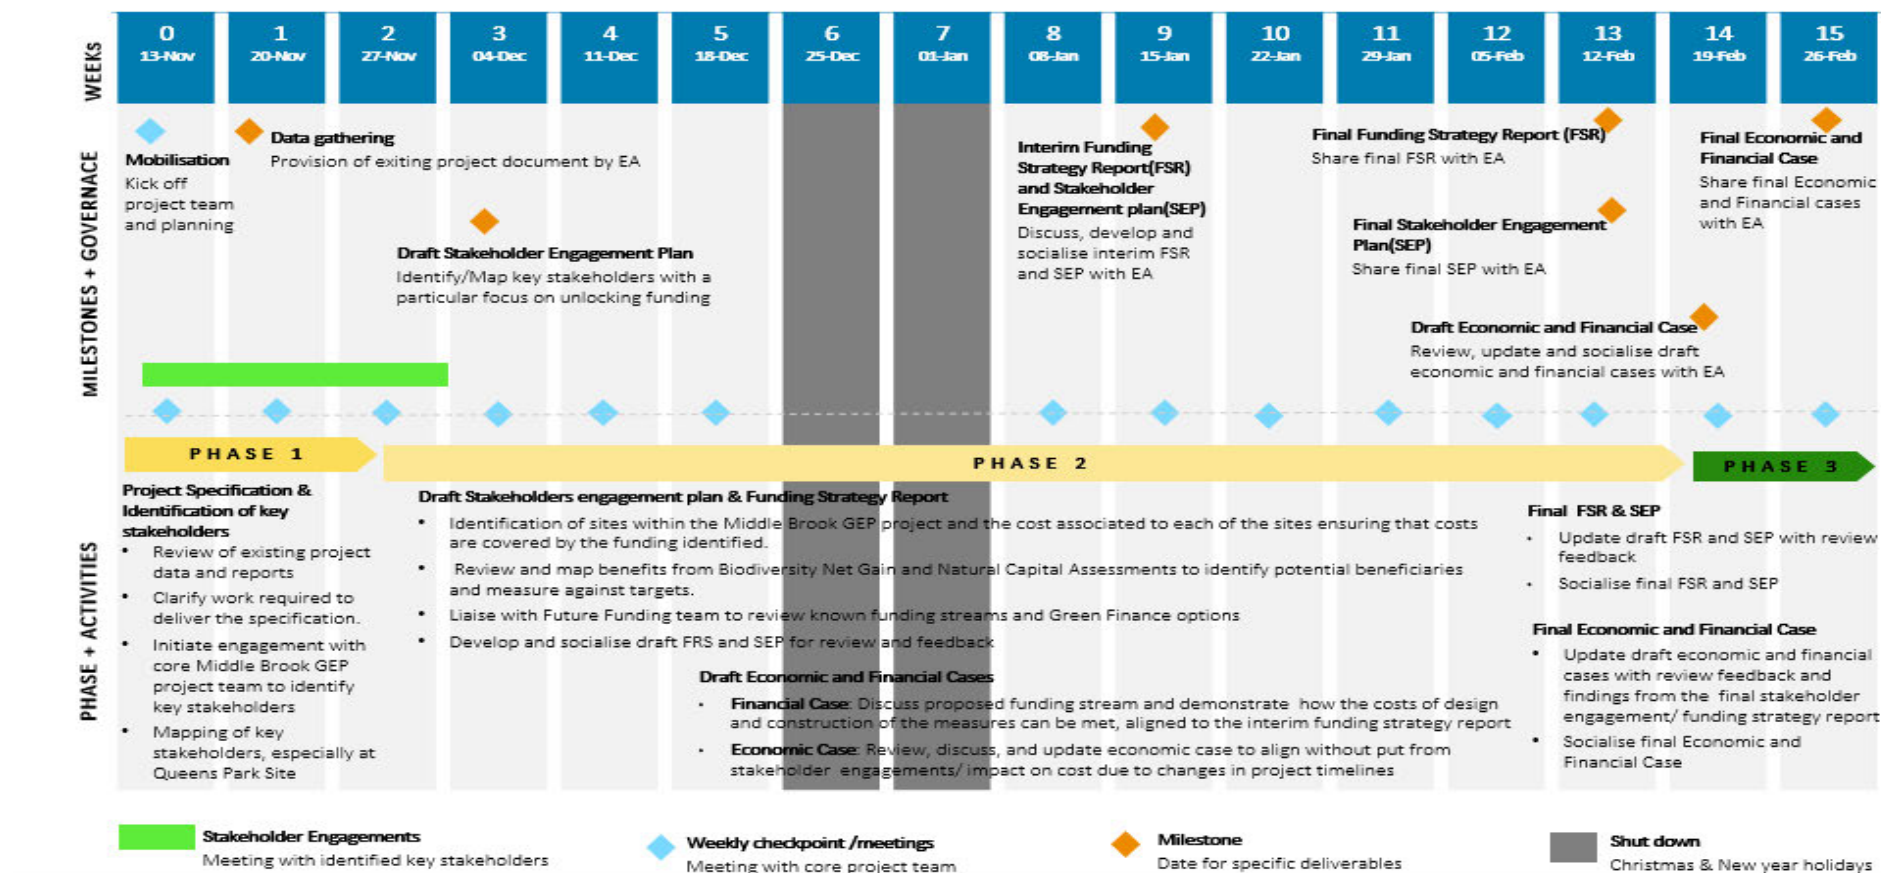 WEEKS
0 1 2 3 4 5 6 7 8 9 10 11 12 13 14 15
13-Nov 20-Nov 27-Nov 04-Dec 11-Dec 18-Dec 25-Dec 01-Jan 08-Jan 15-Jan 22-Jan 29-Jan 05-Feb 12-Feb 19-Feb 26-Feb
MILESTONES + GOVERNACE
Mobilisation
Kick off
project team
and planning
Data gathering
Provision of exiting project document by EA
Draft Stakeholder Engagement Plan
Identify/Map key stakeholders with a
particular focus on unlocking funding
Interim Funding
Strategy Report(FSR)
and Stakeholder
Engagement plan(SEP)
Discuss, develop and
socialise interim FSR
and SEP with EA
Final Funding Strategy Report (FSR)
Share final FSR with EA
Final Stakeholder Engagement
Plan(SEP)
Share final SEP with EA
Draft Economic and Financial Case
Review, update and socialise draft
economic and financial cases with EA
Final Economic and
Financial Case
Share final Economic
and Financial cases
with EA
PHASE 1
PHASE 2
PHASE 3
PHASE + ACTIVITIES
Project Specification &
Identification of key
stakeholders
• Review of existing project
data and reports
• Clarify work required to
deliver the specification.
• Initiate engagement with
core Middle Brook GEP
project team to identify
key stakeholders
• Mapping of key
stakeholders, especially at
Queens Park Site
Draft Stakeholders engagement plan & Funding Strategy Report
• Identification of sites within the Middle Brook GEP project and the cost associated to each of the sites ensuring that costs
are covered by the funding identified.
• Review and map benefits from Biodiversity Net Gain and Natural Capital Assessments to identify potential beneficiaries
and measure against targets.
• Liaise with Future Funding team to review known funding streams and Green Finance options
• Develop and socialise draft FRS and SEP for review and feedback
Draft Economic and Financial Cases
• Financial Case: Discuss proposed funding stream and demonstrate how the costs of design
and construction of the measures can be met, aligned to the interim funding strategy report
• Economic Case: Review, discuss, and update economic case to align without put from
stakeholder engagements/ impact on cost due to changes in project timelines
Final FSR & SEP
• Update draft FSR and SEP with review
feedback
• Socialise final FSR and SEP
Final Economic and Financial Case
• Update draft economic and financial
cases with review feedback and
findings from the final stakeholder
engagement/ funding strategy report
• Socialise final Economic and
Financial Case
Stakeholder Engagements
Meeting with identified key stakeholders
Weekly checkpoint /meetings
Meeting with core project team
Milestone
Date for specific deliverables
Shut down
Christmas & New year holidays